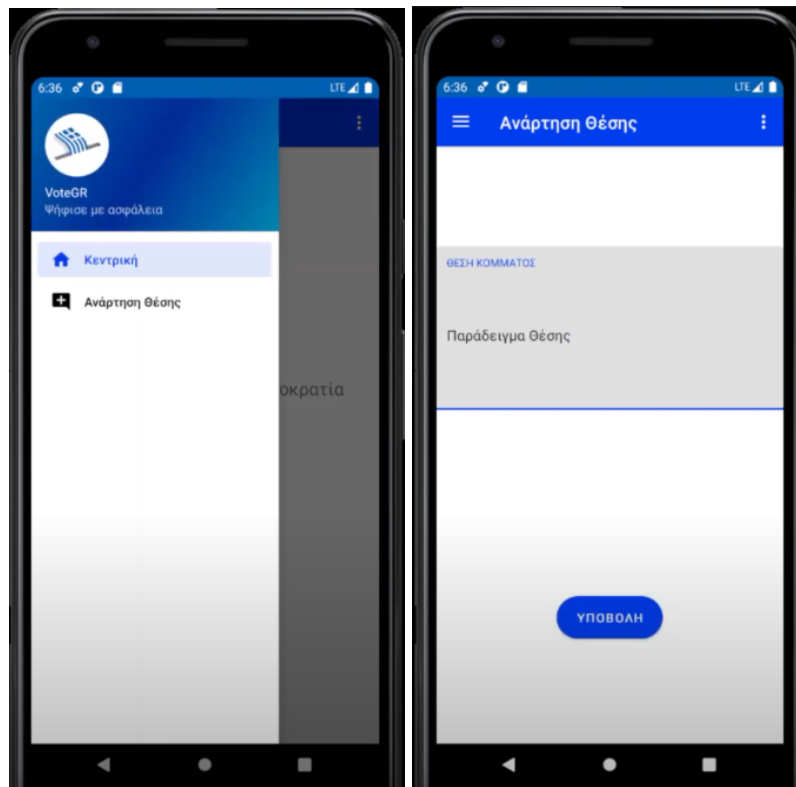 6:36
LTE
VoteGR
Ψήφισε με ασφάλεια
Κεντρική
Ανάρτηση Θέσης
οκρατία
6:36
LTE
Ανάρτηση Θέσης
ΘΕΣΗ ΚΟΜΜΑΤΟΣ
Παράδειγμα Θέσης
ΥΠΟΒΟΛΗ